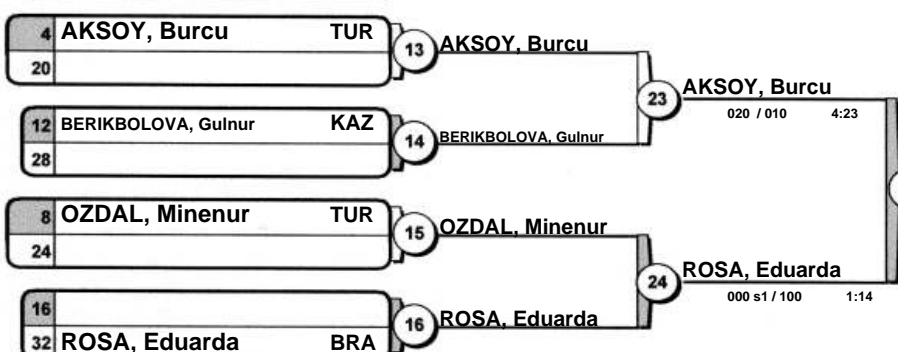 4 AKSOY, Burcu TUR
20
13 AKSOY, Burcu
23 AKSOY, Burcu
020 / 010 4:23
12 BERIKBOLOVA, Gulnur KAZ
28
14 BERIKBOLOVA, Gulnur
8 OZDAL, Minenur TUR
24
15 OZDAL, Minenur
24 ROSA, Eduarda
000 s1 / 100 1:14
16
32 ROSA, Eduarda BRA
16 ROSA, Eduarda